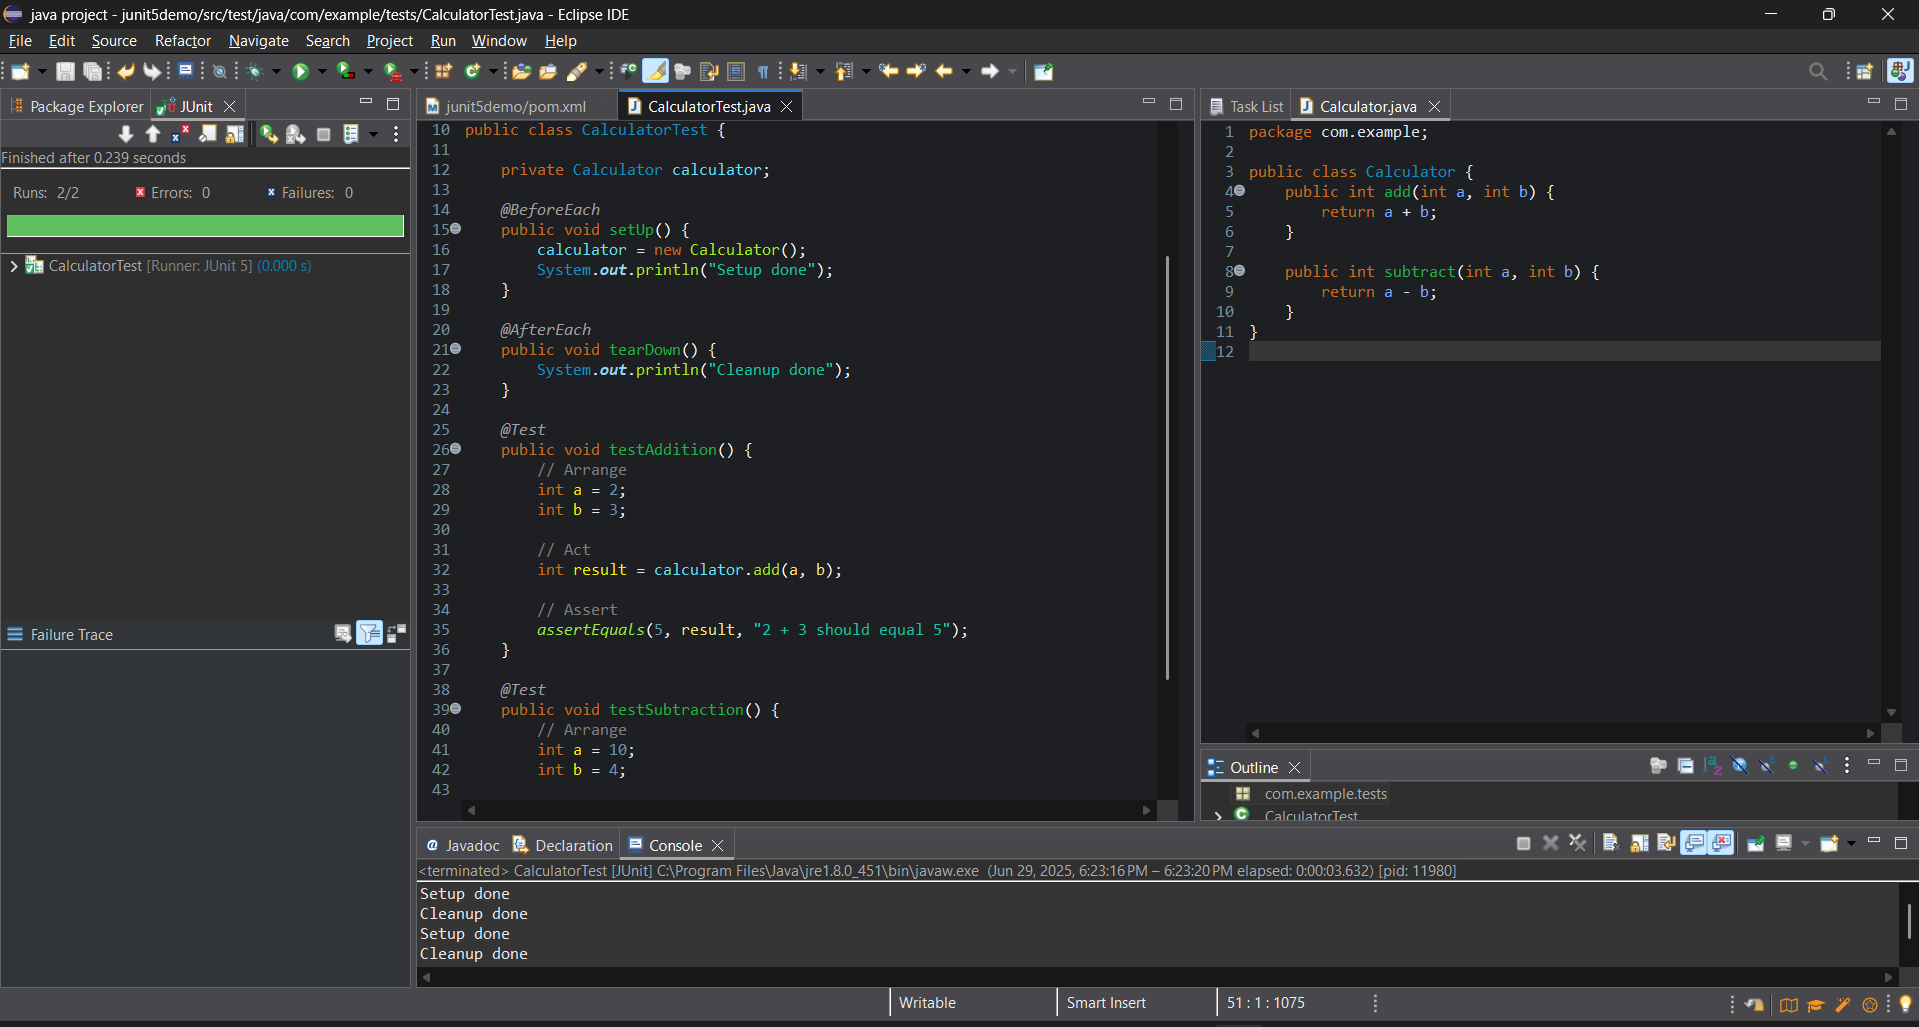 java project - junit5demo/src/test/java/com/example/tests/CalculatorTest.java - Eclipse IDE
File Edit Source Refactor Navigate Search Project Run Window Help
Package Explorer JUnit
Finished after 0.239 seconds
Runs: 2/2 Errors: 0 Failures: 0
CalculatorTest [Runner: JUnit 5] (0.000 s)
Failure Trace
junit5demo/pom.xml CalculatorTest.java
10 public class CalculatorTest {
11
12 private Calculator calculator;
13
14 @BeforeEach
15 public void setUp() {
16 calculator = new Calculator();
17 System.out.println("Setup done");
18 }
19
20 @AfterEach
21 public void tearDown() {
22 System.out.println("Cleanup done");
23 }
24
25 @Test
26 public void testAddition() {
27 // Arrange
28 int a = 2;
29 int b = 3;
30
31 // Act
32 int result = calculator.add(a, b);
33
34 // Assert
35 assertEquals(5, result, "2 + 3 should equal 5");
36 }
37
38 @Test
39 public void testSubtraction() {
40 // Arrange
41 int a = 10;
42 int b = 4;
43
Task List Calculator.java
1 package com.example;
2
3 public class Calculator {
4 public int add(int a, int b) {
5 return a + b;
6 }
7
8 public int subtract(int a, int b) {
9 return a - b;
10 }
11 }
12
Outline
com.example.tests
CalculatorTest
Javadoc Declaration Console
<terminated> CalculatorTest [JUnit] C:\Program Files\Java\jre1.8.0_451\bin\javaw.exe (Jun 29, 2025, 6:23:16 PM – 6:23:20 PM elapsed: 0:00:03.632) [pid: 11980]
Setup done
Cleanup done
Setup done
Cleanup done
Writable Smart Insert 51 : 1 : 1075